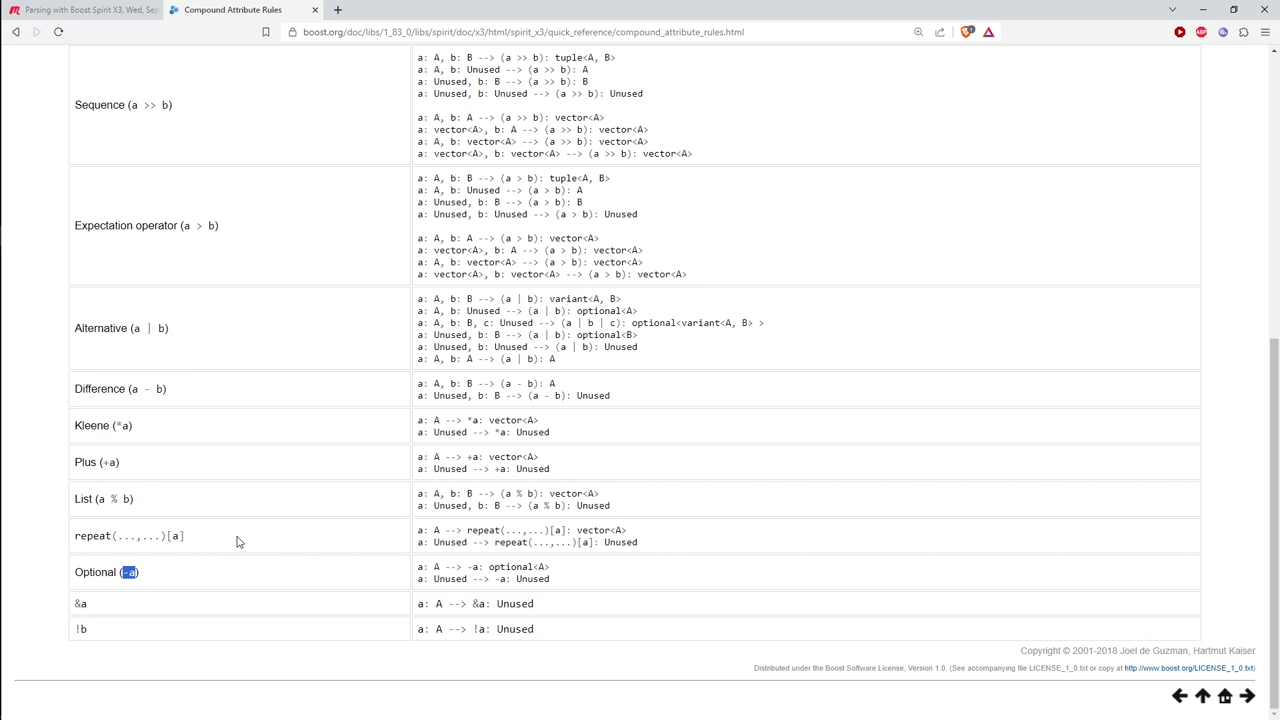 Parsing with Boost Spirit X3, Wed, Sep
Compound Attribute Rules
boost.org/doc/libs/1_83_0/libs/spirit/doc/x3/html/spirit_x3/quick_reference/compound_attribute_rules.html
Sequence (a >> b)
a: A, b: B --> (a >> b): tuple<A, B>
a: A, b: Unused --> (a >> b): A
a: Unused, b: B --> (a >> b): B
a: Unused, b: Unused --> (a >> b): Unused
a: A, b: A --> (a >> b): vector<A>
a: vector<A>, b: A --> (a >> b): vector<A>
a: A, b: vector<A> --> (a >> b): vector<A>
a: vector<A>, b: vector<A> --> (a >> b): vector<A>
Expectation operator (a > b)
a: A, b: B --> (a > b): tuple<A, B>
a: A, b: Unused --> (a > b): A
a: Unused, b: B --> (a > b): B
a: Unused, b: Unused --> (a > b): Unused
a: A, b: A --> (a > b): vector<A>
a: vector<A>, b: A --> (a > b): vector<A>
a: A, b: vector<A> --> (a > b): vector<A>
a: vector<A>, b: vector<A> --> (a > b): vector<A>
Alternative (a | b)
a: A, b: B --> (a | b): variant<A, B>
a: A, b: Unused --> (a | b): optional<A>
a: A, b: B, c: Unused --> (a | b | c): optional<variant<A, B> >
a: Unused, b: B --> (a | b): optional<B>
a: Unused, b: Unused --> (a | b): Unused
a: A, b: A --> (a | b): A
Difference (a - b)
a: A, b: B --> (a - b): A
a: Unused, b: B --> (a - b): Unused
Kleene (*a)
a: A --> *a: vector<A>
a: Unused --> *a: Unused
Plus (+a)
a: A --> +a: vector<A>
a: Unused --> +a: Unused
List (a % b)
a: A, b: B --> (a % b): vector<A>
a: Unused, b: B --> (a % b): Unused
repeat(...,...)[a]
a: A --> repeat(...,...)[a]: vector<A>
a: Unused --> repeat(...,...)[a]: Unused
Optional (-a)
a: A --> -a: optional<A>
a: Unused --> -a: Unused
&a
a: A --> &a: Unused
!b
a: A --> !a: Unused
Copyright © 2001-2018 Joel de Guzman, Hartmut Kaiser
Distributed under the Boost Software License, Version 1.0. (See accompanying file LICENSE_1_0.txt or copy at http://www.boost.org/LICENSE_1_0.txt)